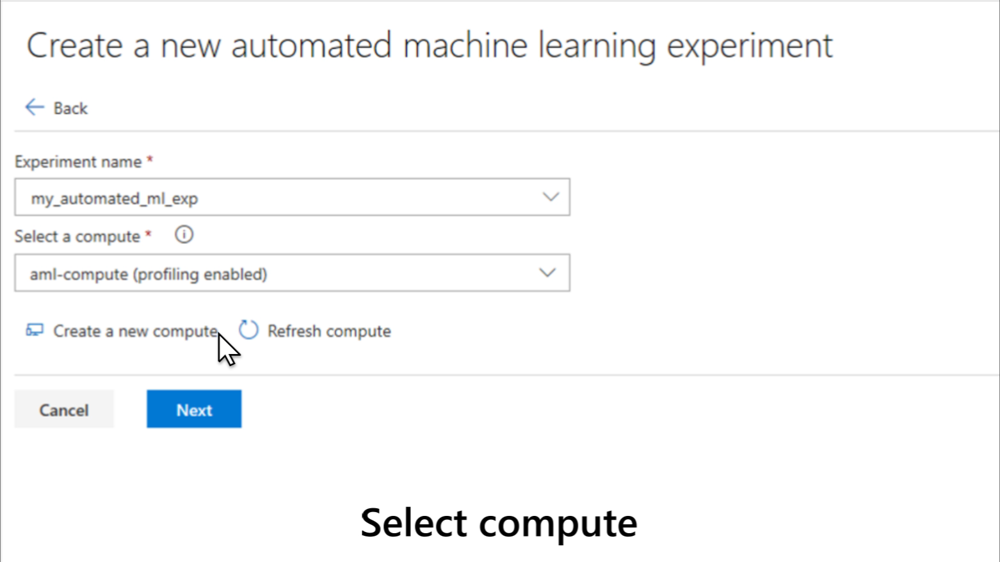 Create a new automated machine learning experiment
Back
Experiment name *
my_automated_ml_exp
Select a compute *
aml-compute (profiling enabled)
Create a new compute Refresh compute
Cancel Next
Select compute